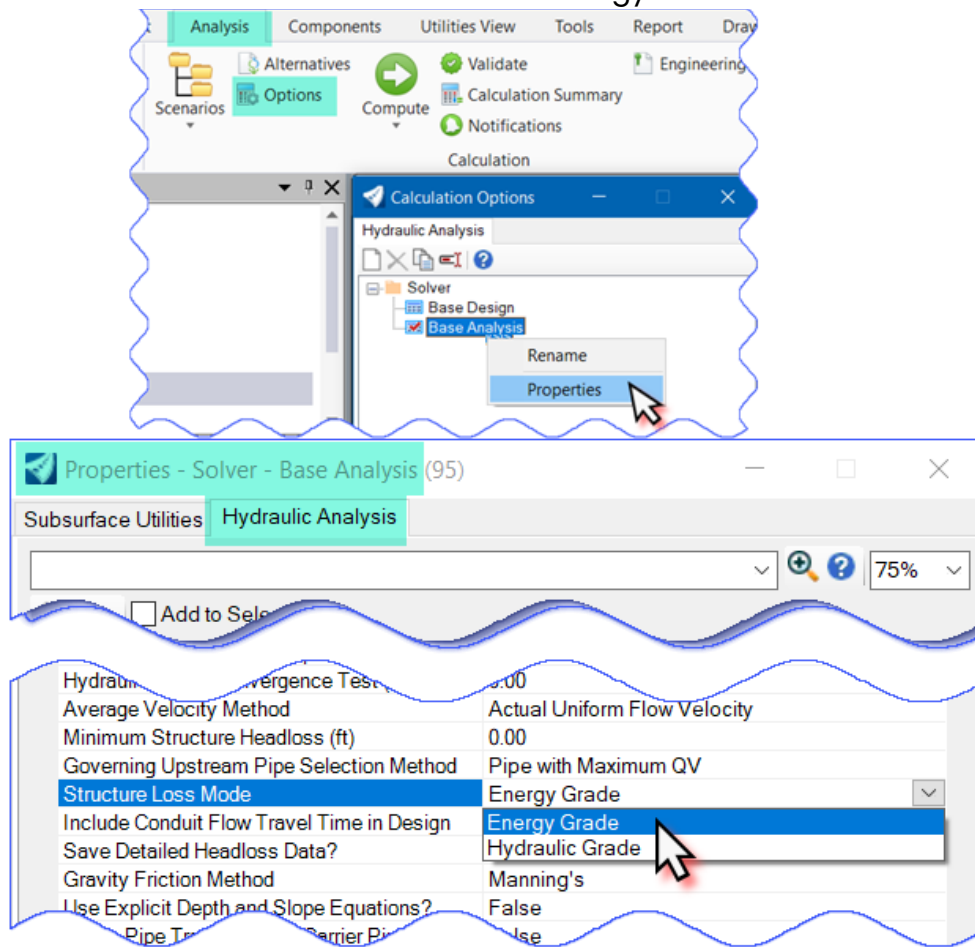 Analysis Components Utilities View Tools Report Draw
Alternatives Validate Engineering
Scenarios Options Compute Calculation Summary
Notifications
Calculation
Calculation Options
Hydraulic Analysis
Solver
Base Design
Base Analysis
Rename
Properties
Properties - Solver - Base Analysis (95)
Subsurface Utilities Hydraulic Analysis
75%
Add to Sele
Average Velocity Method Actual Uniform Flow Velocity
Minimum Structure Headloss (ft) 0.00
Governing Upstream Pipe Selection Method Pipe with Maximum QV
Structure Loss Mode Energy Grade
Include Conduit Flow Travel Time in Design Energy Grade
Save Detailed Headloss Data? Hydraulic Grade
Gravity Friction Method Manning's
Use Explicit Depth and Slope Equations? False